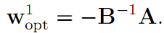 w¹ₒₚₜ = −B⁻¹A.